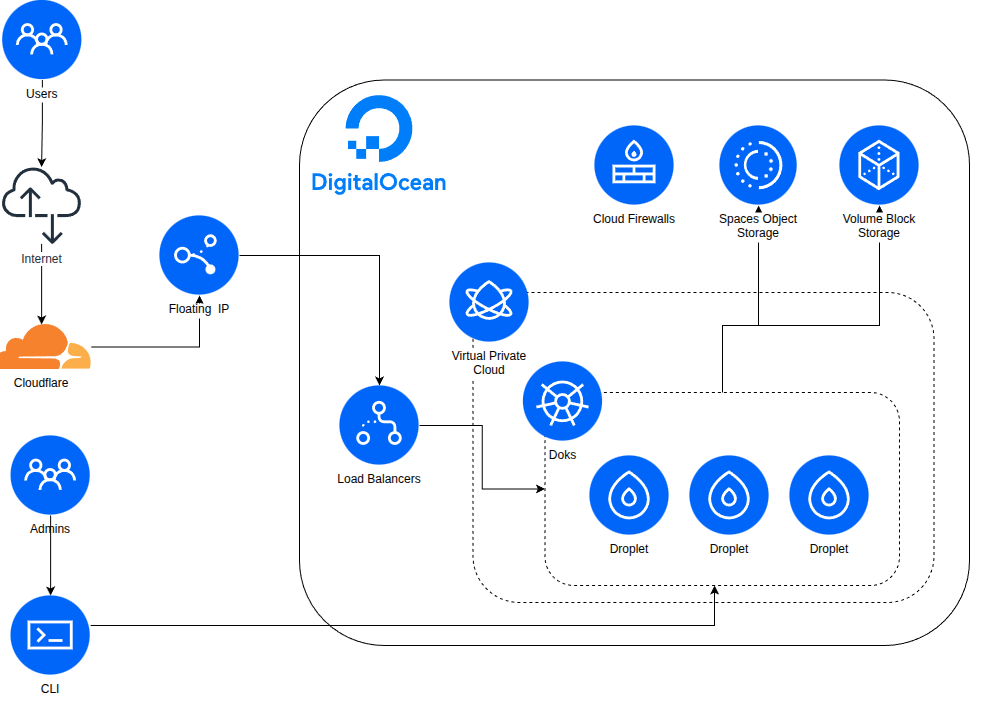 Users
Internet
Cloudflare
Floating IP
Admins
CLI
DigitalOcean
Cloud Firewalls
Spaces Object
Storage
Volume Block
Storage
Virtual Private
Cloud
Doks
Load Balancers
Droplet
Droplet
Droplet